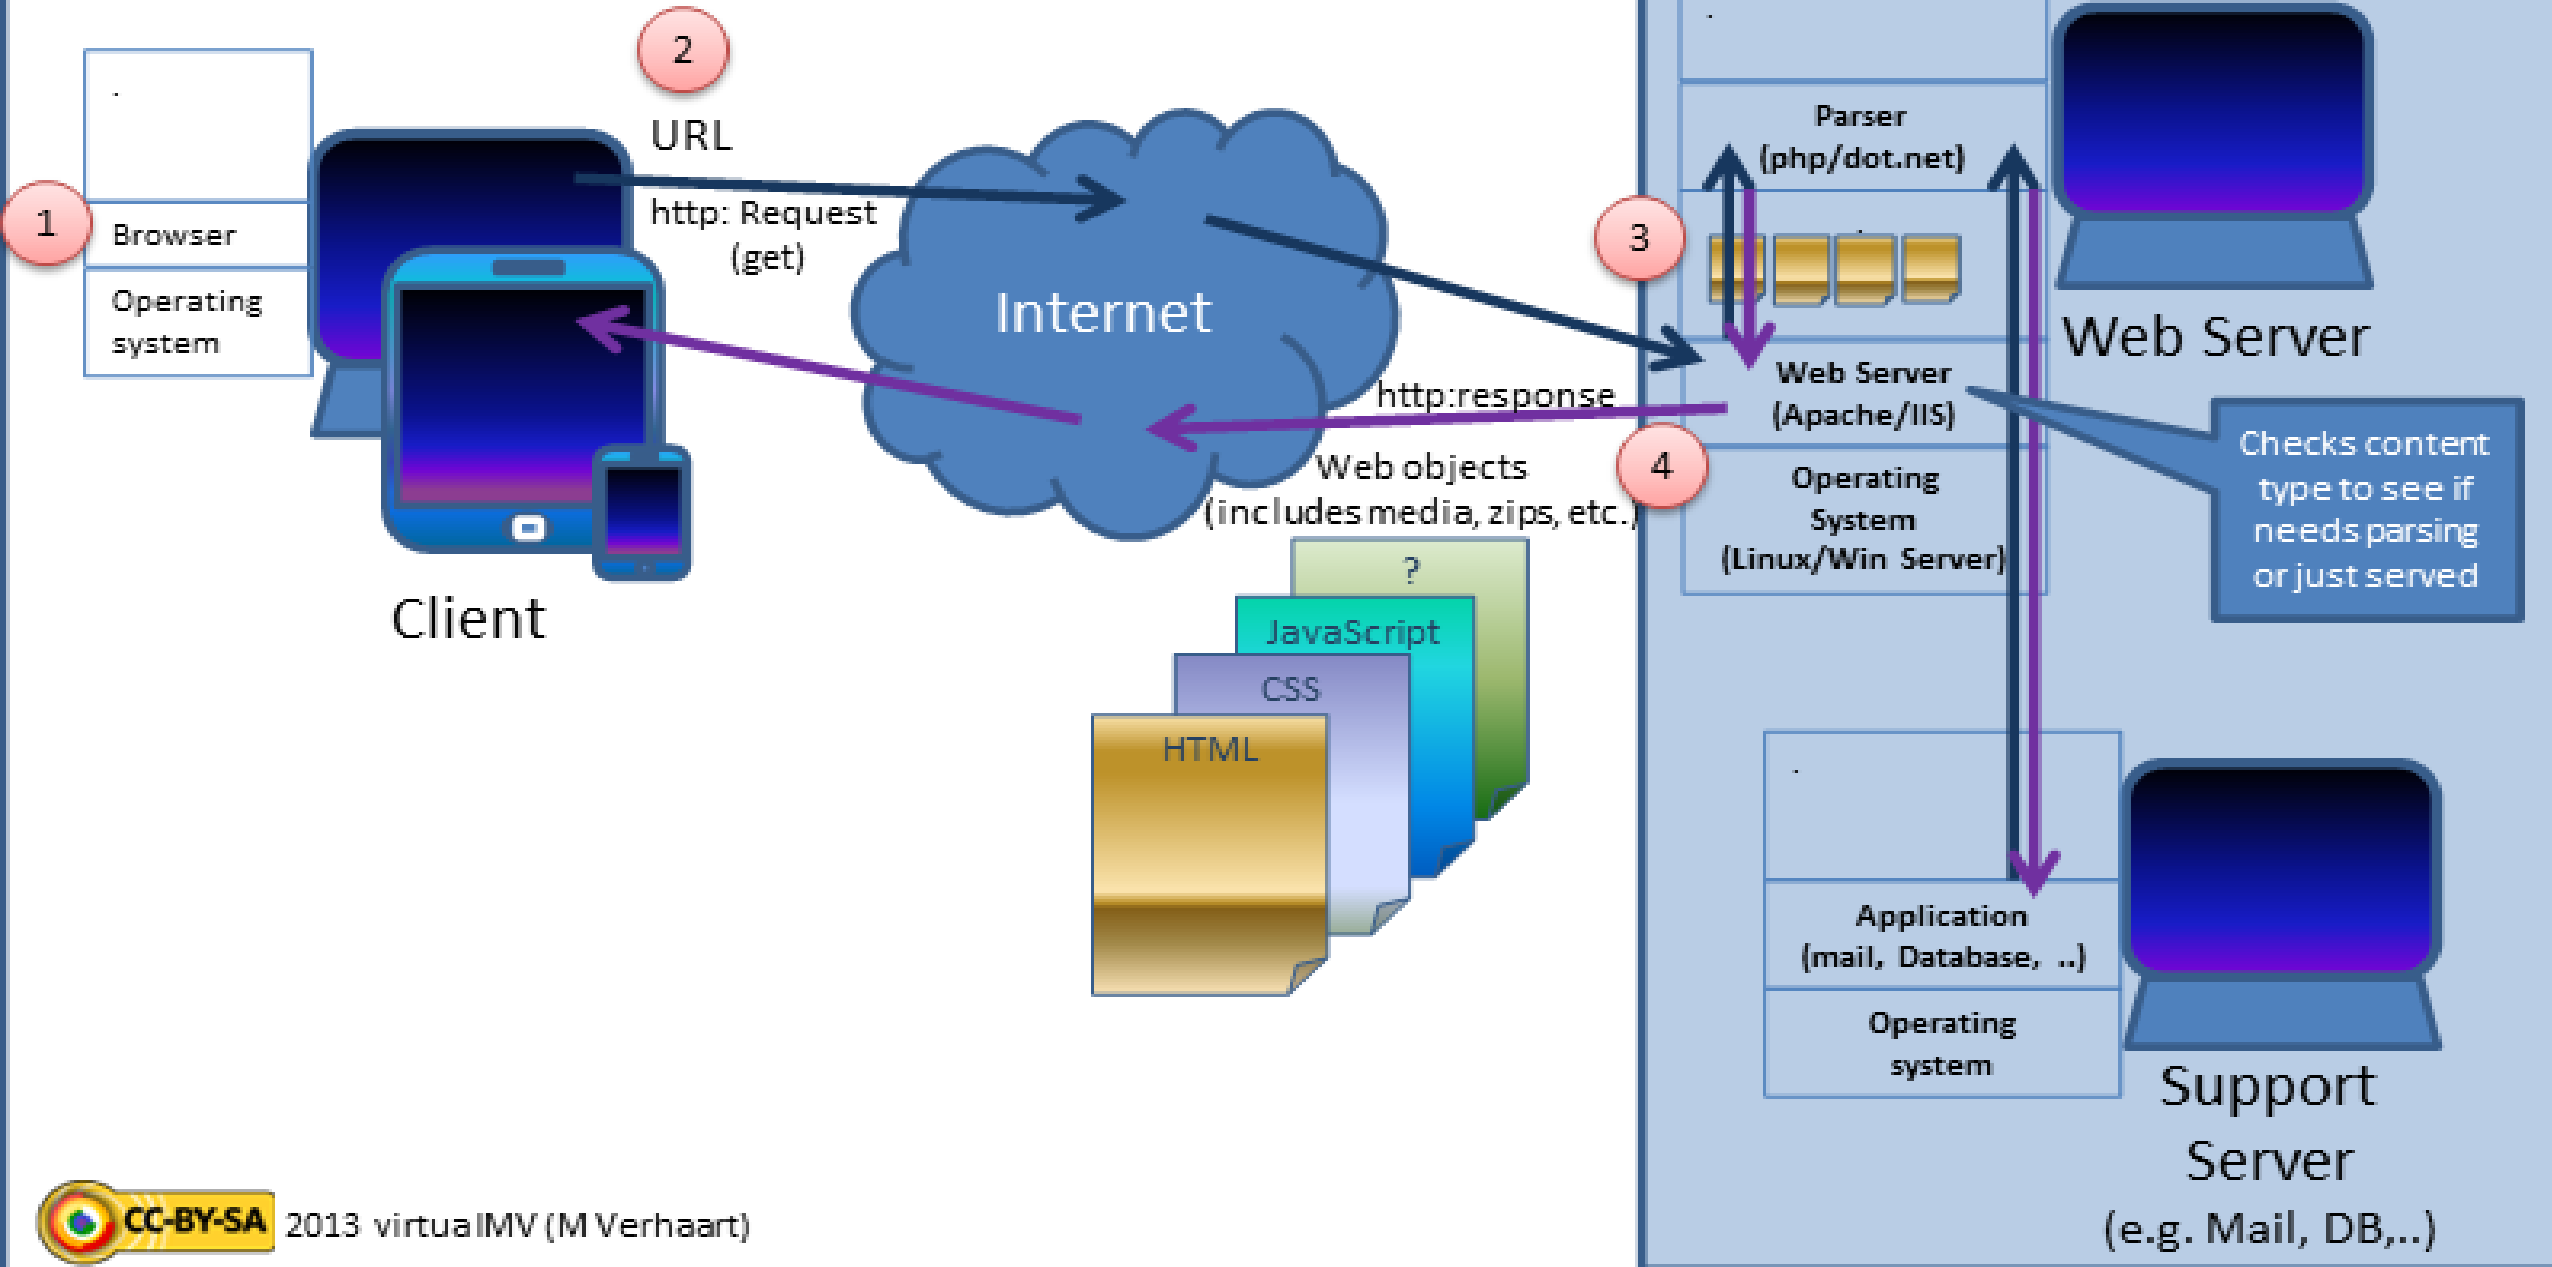 1
Browser
Operating
system
Client
2
URL
http: Request
(get)
Internet
http:response
Web objects
(includes media, zips, etc.)
?
JavaScript
CSS
HTML
3
4
Parser
(php/dot.net)
Web Server
(Apache/IIS)
Operating
System
(Linux/Win Server)
Web Server
Checks content
type to see if
needs parsing
or just served
Application
(mail, Database, ..)
Operating
system
Support
Server
(e.g. Mail, DB,..)
CC-BY-SA
2013 virtualMV (M Verhaart)